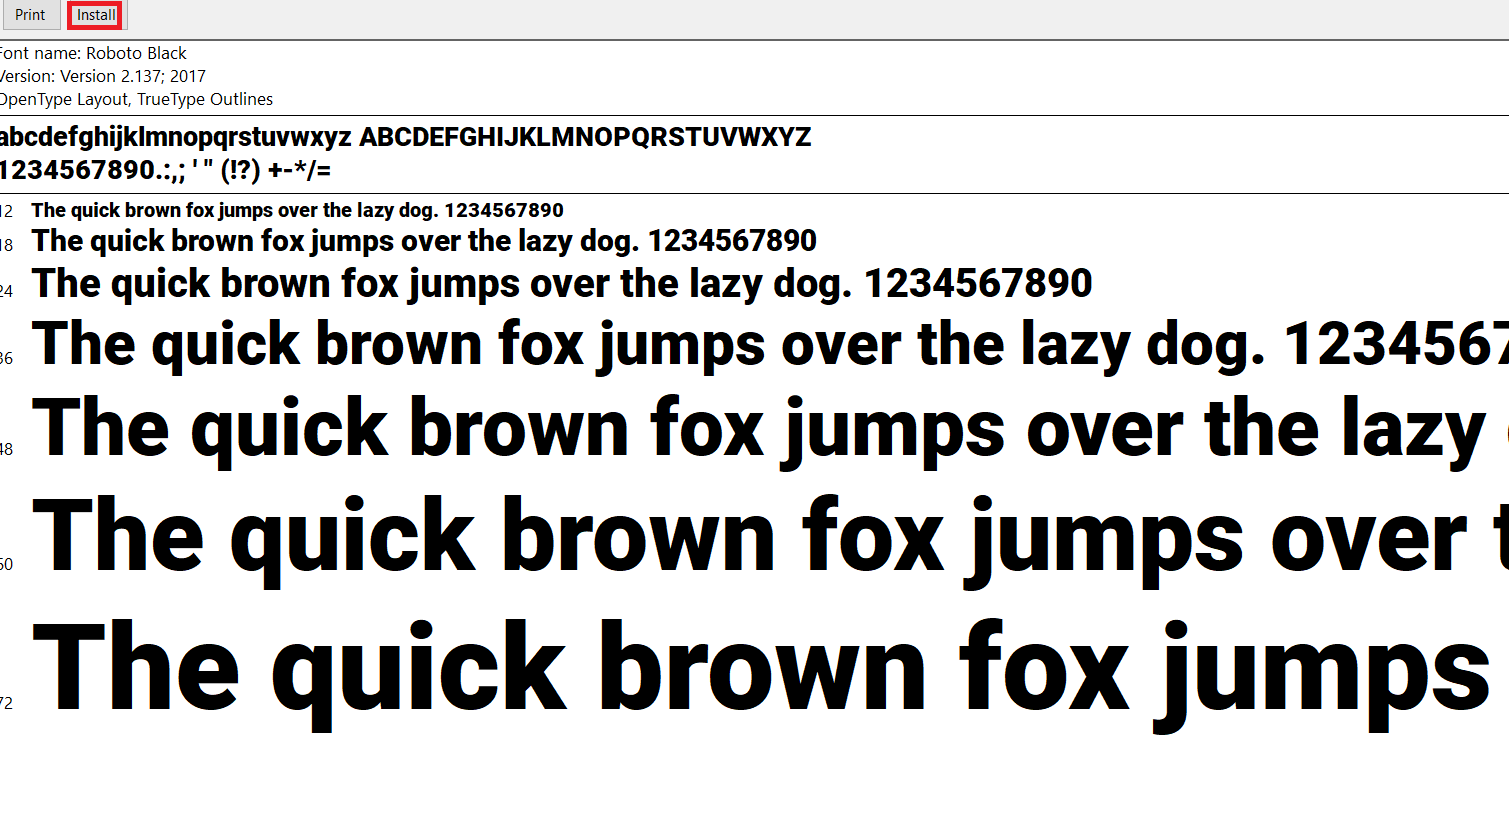 Print Install
Font name: Roboto Black
Version: Version 2.137; 2017
OpenType Layout, TrueType Outlines
abcdefghijklmnopqrstuvwxyz ABCDEFGHIJKLMNOPQRSTUVWXYZ
1234567890.:,; ' " (!?) +-*/=
12 The quick brown fox jumps over the lazy dog. 1234567890
18 The quick brown fox jumps over the lazy dog. 1234567890
24 The quick brown fox jumps over the lazy dog. 1234567890
36 The quick brown fox jumps over the lazy dog. 1234567
48 The quick brown fox jumps over the lazy
60 The quick brown fox jumps over
72 The quick brown fox jumps